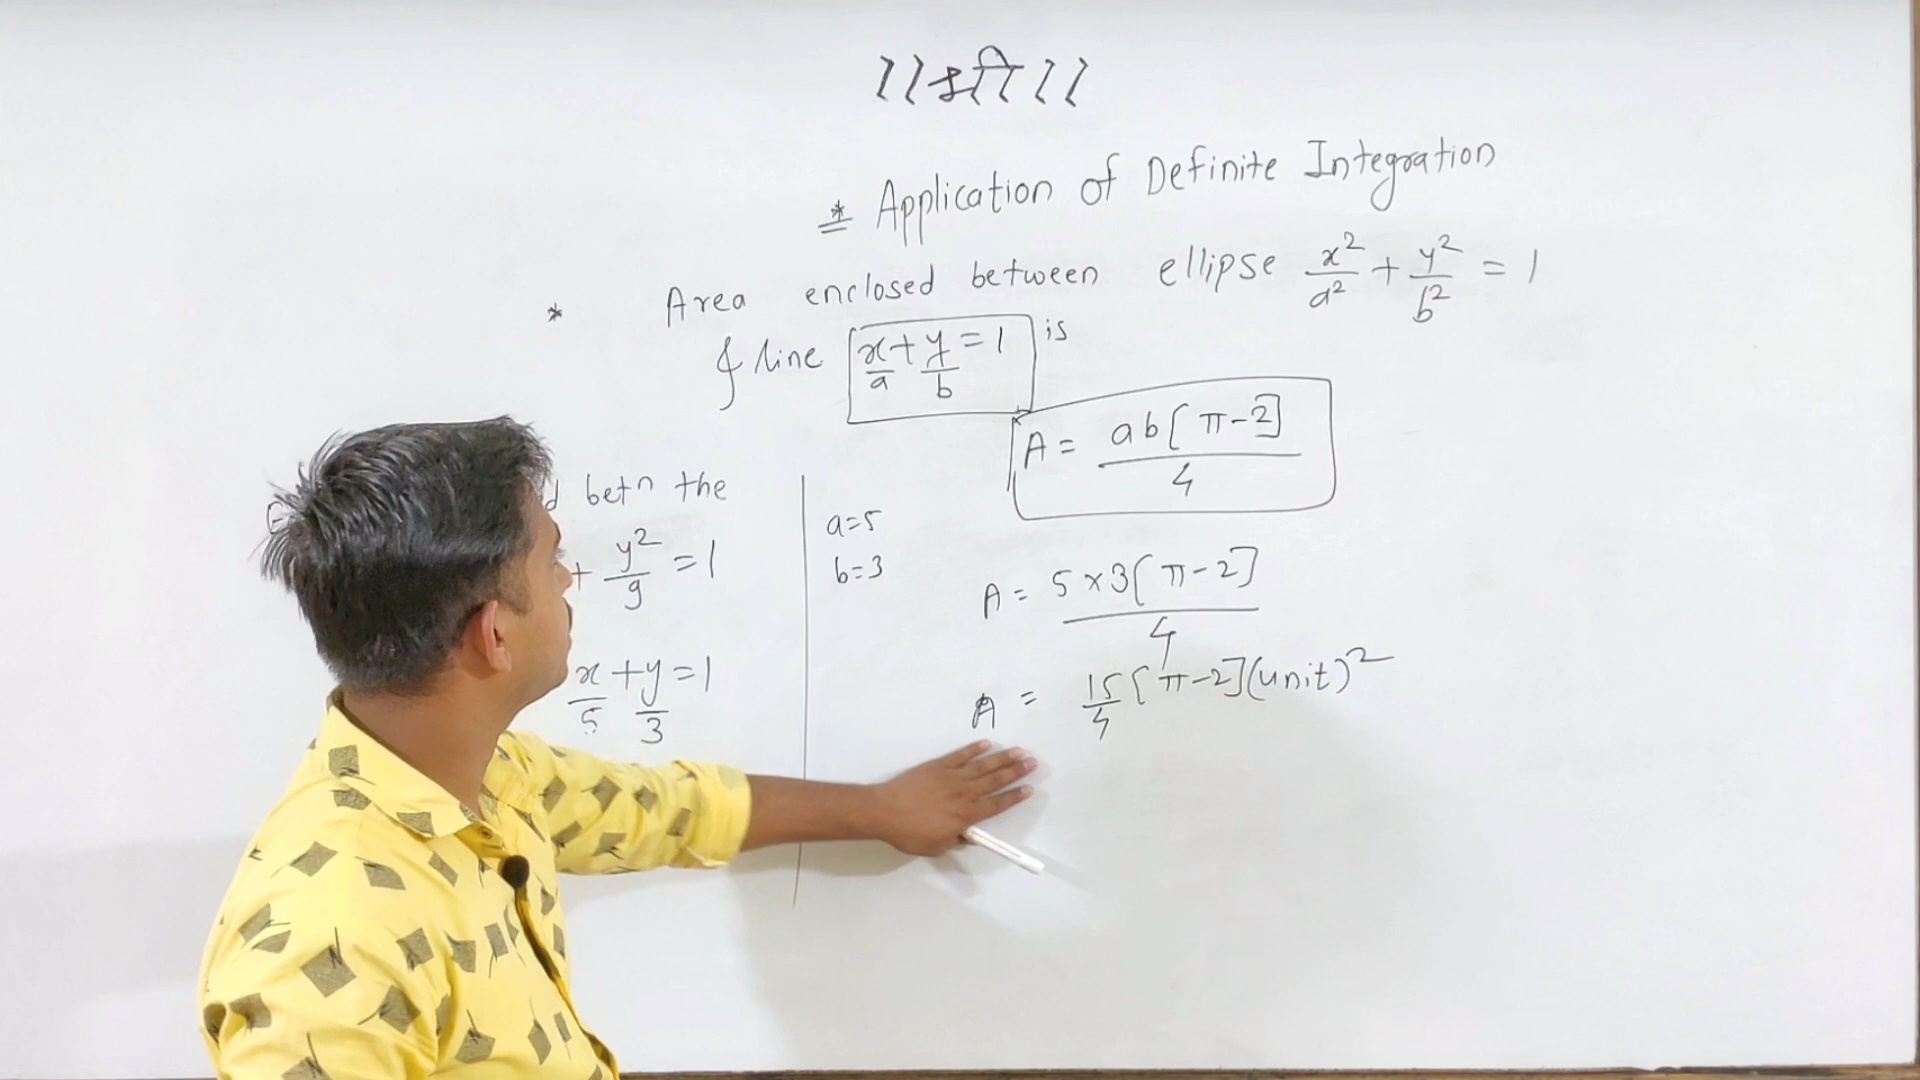 ।।श्री।।
* Application of Definite Integration
* Area enclosed between ellipse x²/a² + y²/b² = 1
& line x/a + y/b = 1 is
A = ab[π-2]/4
betn the
+ y²/9 = 1
x/5 + y/3 = 1
a=5
b=3
A = 5×3[π-2]/4
A = 15/4 [π-2](unit)²